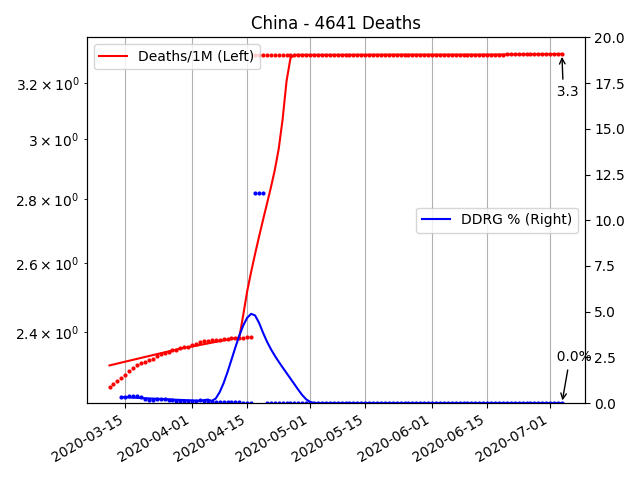 China - 4641 Deaths
Deaths/1M (Left)
DDRG % (Right)
3.3
0.0%
3.2 × 10⁰
3 × 10⁰
2.8 × 10⁰
2.6 × 10⁰
2.4 × 10⁰
20.0
17.5
15.0
12.5
10.0
7.5
5.0
2.5
0.0
2020-03-15
2020-04-01
2020-04-15
2020-05-01
2020-05-15
2020-06-01
2020-06-15
2020-07-01